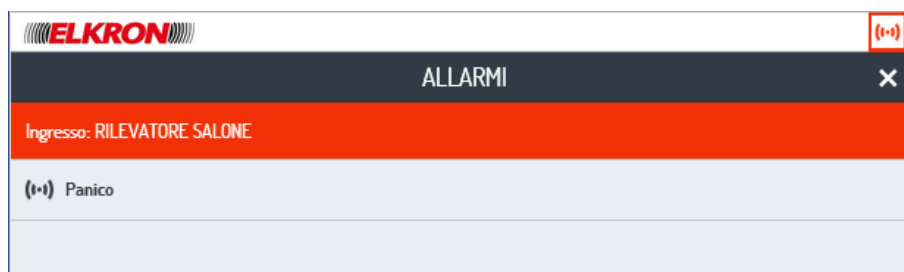 ELKRON
ALLARMI
Ingresso: RILEVATORE SALONE
Panico